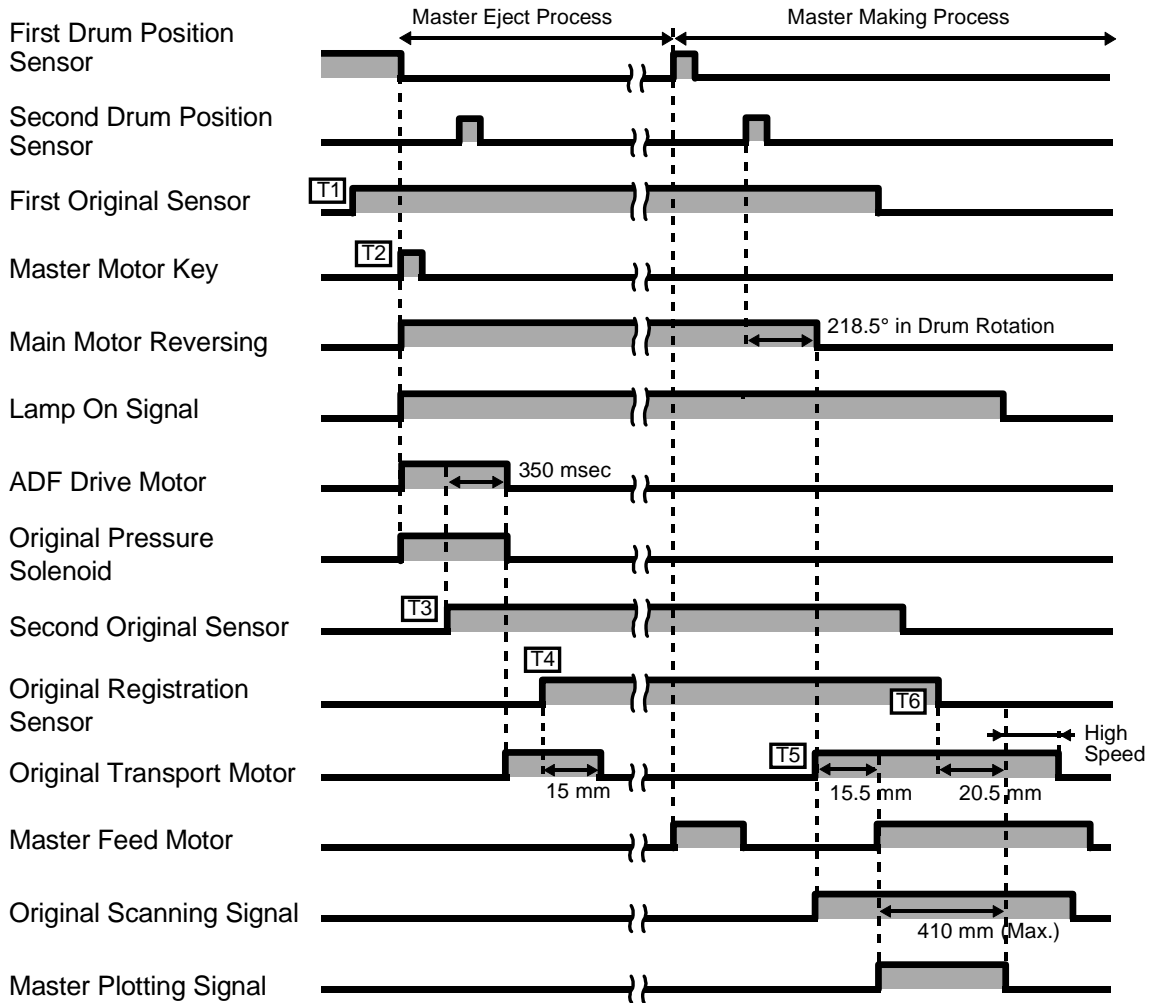 Master Eject Process
Master Making Process
First Drum Position
Sensor
Second Drum Position
Sensor
T1
First Original Sensor
T2
Master Motor Key
218.5° in Drum Rotation
Main Motor Reversing
Lamp On Signal
350 msec
ADF Drive Motor
Original Pressure
Solenoid
T3
Second Original Sensor
T4
Original Registration
Sensor
T6
High
Speed
T5
Original Transport Motor
15 mm
15.5 mm
20.5 mm
Master Feed Motor
Original Scanning Signal
410 mm (Max.)
Master Plotting Signal